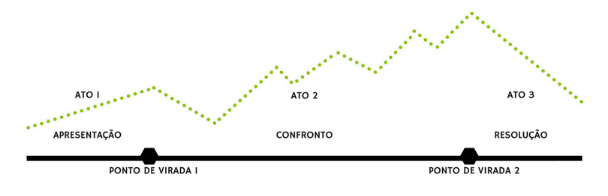 ATO 1
ATO 2
ATO 3
APRESENTAÇÃO
CONFRONTO
RESOLUÇÃO
PONTO DE VIRADA 1
PONTO DE VIRADA 2